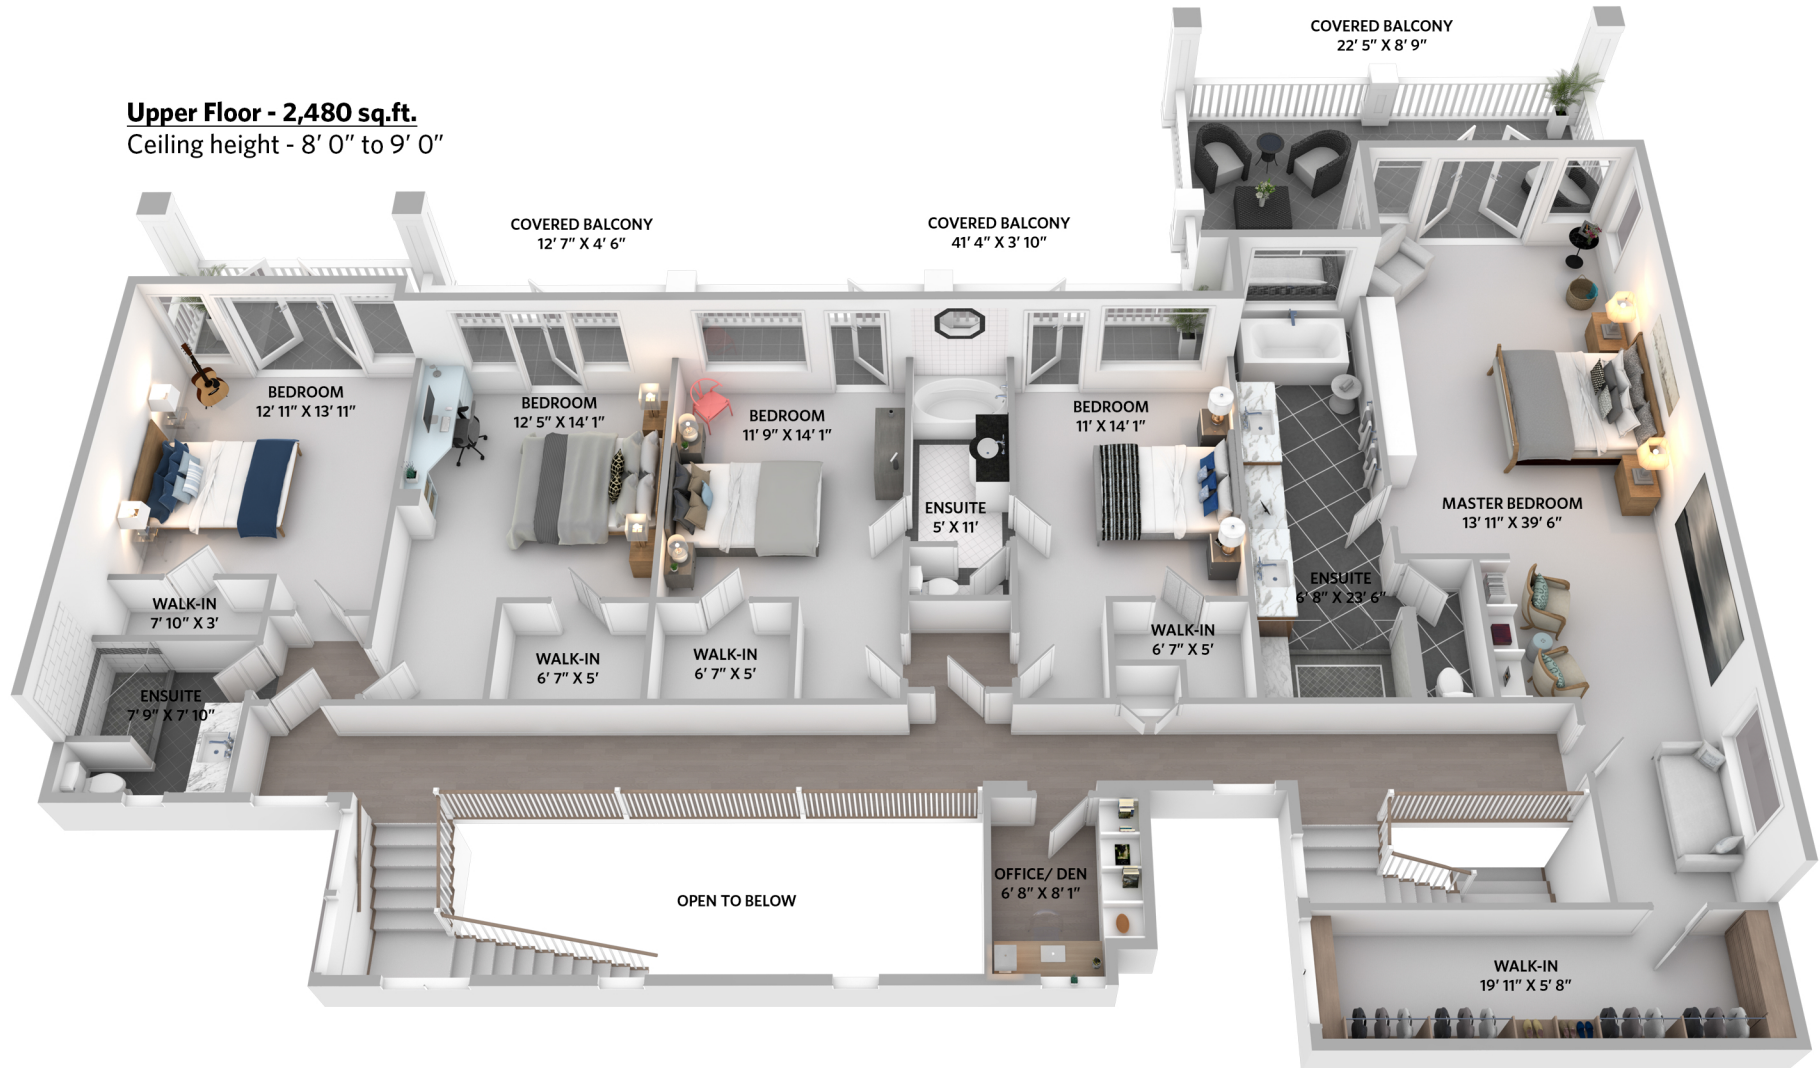 COVERED BALCONY
22' 5" X 8' 9"
Upper Floor - 2,480 sq.ft.
Ceiling height - 8' 0" to 9' 0"
COVERED BALCONY
12' 7" X 4' 6"
COVERED BALCONY
41' 4" X 3' 10"
BEDROOM
12' 11" X 13' 11"
BEDROOM
12' 5" X 14' 1"
BEDROOM
11' 9" X 14' 1"
BEDROOM
11' X 14' 1"
ENSUITE
5' X 11'
MASTER BEDROOM
13' 11" X 39' 6"
ENSUITE
6' 8" X 23' 6"
WALK-IN
7' 10" X 3'
WALK-IN
6' 7" X 5'
WALK-IN
6' 7" X 5'
WALK-IN
6' 7" X 5'
ENSUITE
7' 9" X 7' 10"
OPEN TO BELOW
OFFICE/ DEN
6' 8" X 8' 1"
WALK-IN
19' 11" X 5' 8"